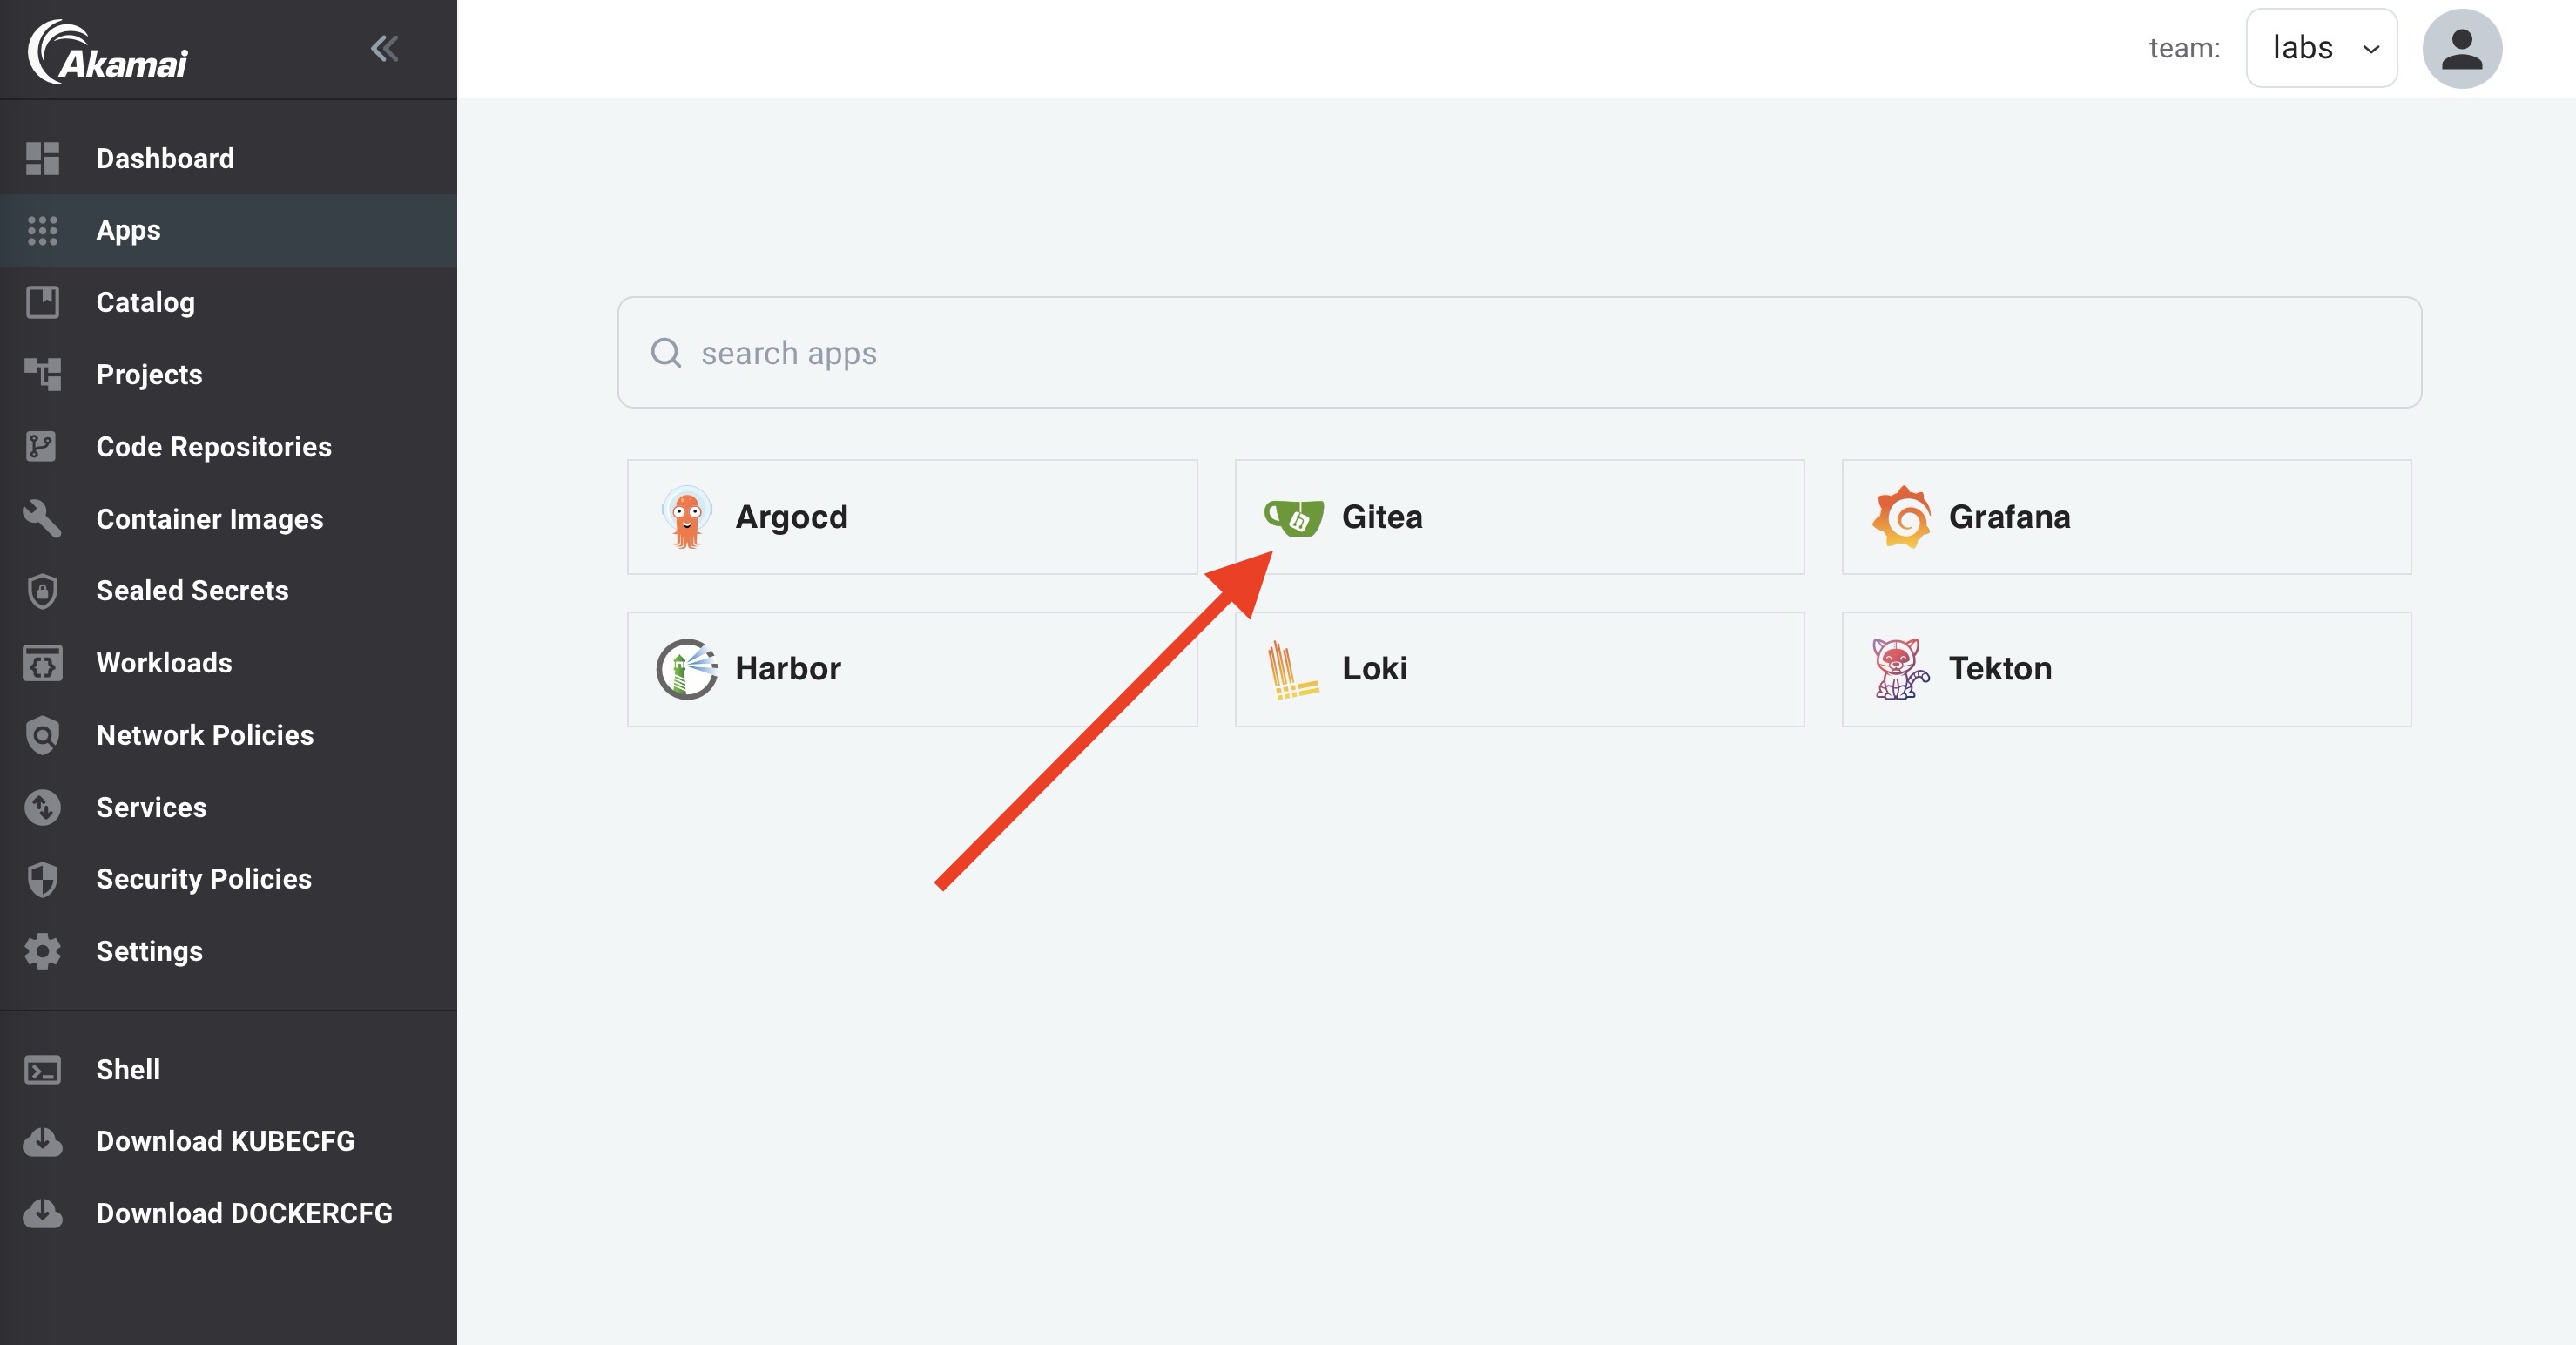 Akamai
team:
labs
Dashboard
Apps
Catalog
Projects
Code Repositories
Container Images
Sealed Secrets
Workloads
Network Policies
Services
Security Policies
Settings
Shell
Download KUBECFG
Download DOCKERCFG
search apps
Argocd
Gitea
Grafana
Harbor
Loki
Tekton